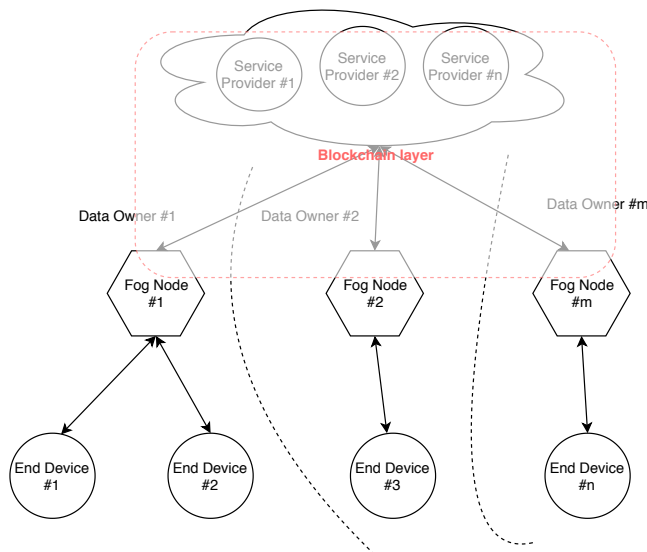 Service
Provider #1
Service
Provider #2
Service
Provider #n
Blockchain layer
Data Owner #1
Data Owner #2
Data Owner #m
Fog Node
#1
Fog Node
#2
Fog Node
#m
End Device
#1
End Device
#2
End Device
#3
End Device
#n